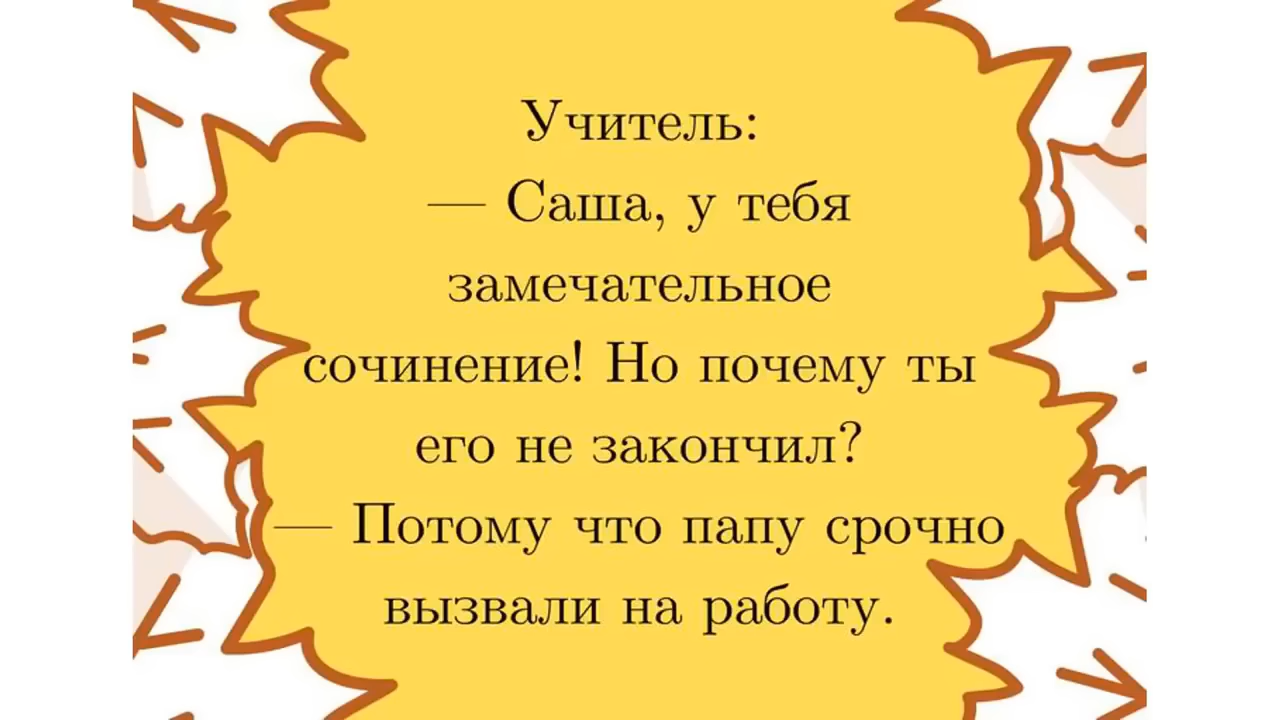 Учитель:
— Саша, у тебя
замечательное
сочинение! Но почему ты
его не закончил?
— Потому что папу срочно
вызвали на работу.